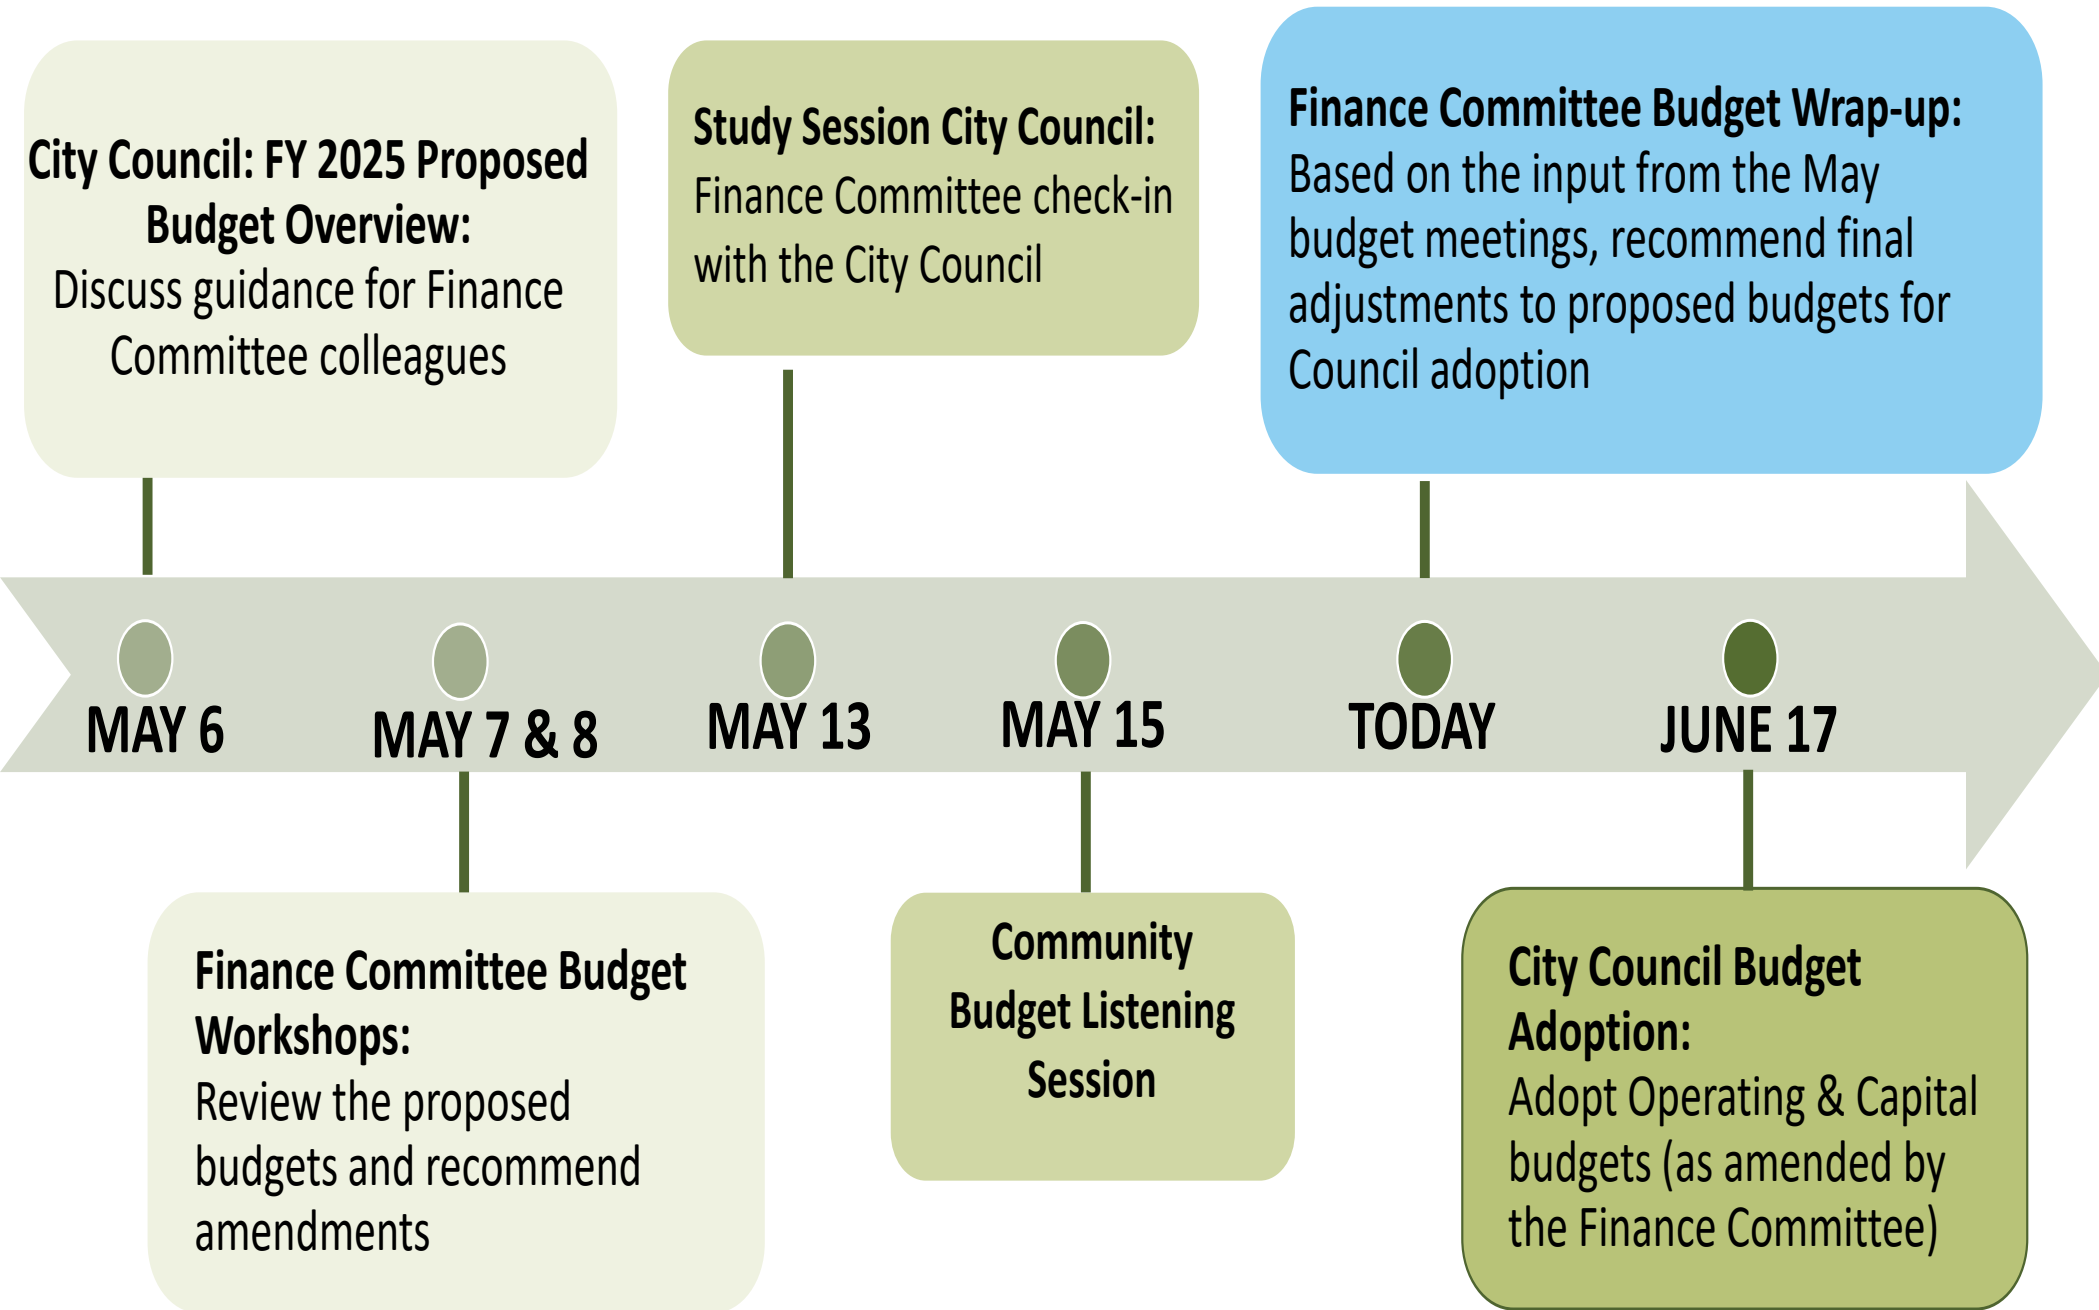 City Council: FY 2025 Proposed
Budget Overview:
Discuss guidance for Finance
Committee colleagues
Study Session City Council:
Finance Committee check-in
with the City Council
Finance Committee Budget Wrap-up:
Based on the input from the May
budget meetings, recommend final
adjustments to proposed budgets for
Council adoption
MAY 6
MAY 7 & 8
MAY 13
MAY 15
TODAY
JUNE 17
Finance Committee Budget
Workshops:
Review the proposed
budgets and recommend
amendments
Community
Budget Listening
Session
City Council Budget
Adoption:
Adopt Operating & Capital
budgets (as amended by
the Finance Committee)